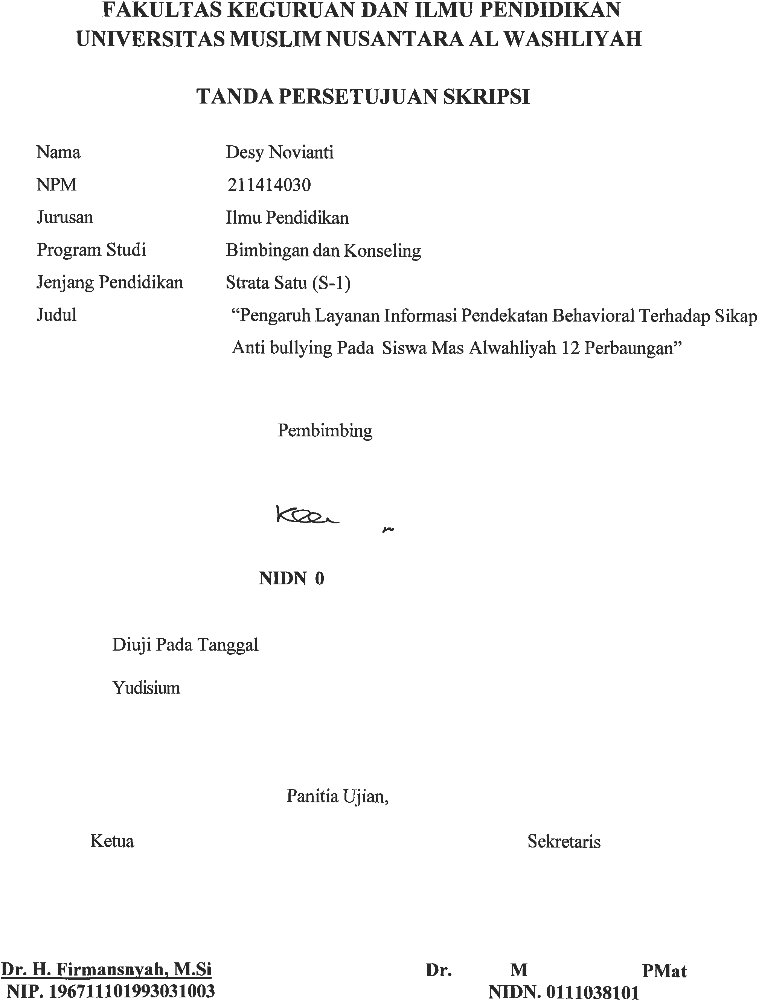 FAKULTAS KEGURUAN DAN ILMU PENDIDIKAN
UNIVERSITAS MUSLIM NUSANTARA AL WASHLIYAH
TANDA PERSETUJUAN SKRIPSI
Nama Desy Novianti
NPM 211414030
Jurusan Ilmu Pendidikan
Program Studi Bimbingan dan Konseling
Jenjang Pendidikan Strata Satu (S-1)
Judul “Pengaruh Layanan Informasi Pendekatan Behavioral Terhadap Sikap
Anti bullying Pada Siswa Mas Alwahliyah 12 Perbaungan”
Pembimbing
NIDN 0
Diuji Pada Tanggal
Yudisium
Panitia Ujian,
Ketua Sekretaris
Dr. H. Firmansnyah, M.Si Dr. M PMat
NIP. 196711101993031003 NIDN. 0111038101